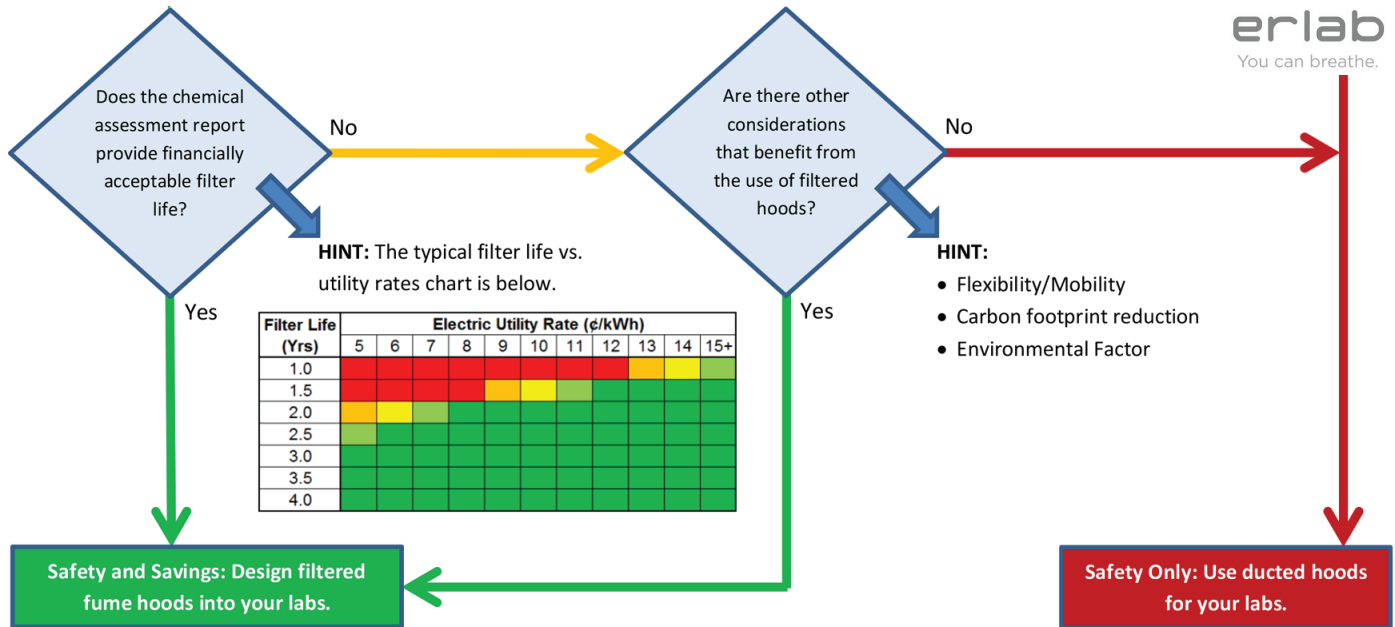 erlab
You can breathe.
Does the chemical
assessment report
provide financially
acceptable filter
life?
No
Are there other
considerations
that benefit from
the use of filtered
hoods?
No
HINT: The typical filter life vs.
utility rates chart is below.
HINT:
• Flexibility/Mobility
• Carbon footprint reduction
• Environmental Factor
Yes
Yes
Filter Life
(Yrs)
Electric Utility Rate (¢/kWh)
5 6 7 8 9 10 11 12 13 14 15+
1.0
1.5
2.0
2.5
3.0
3.5
4.0
Safety and Savings: Design filtered
fume hoods into your labs.
Safety Only: Use ducted hoods
for your labs.